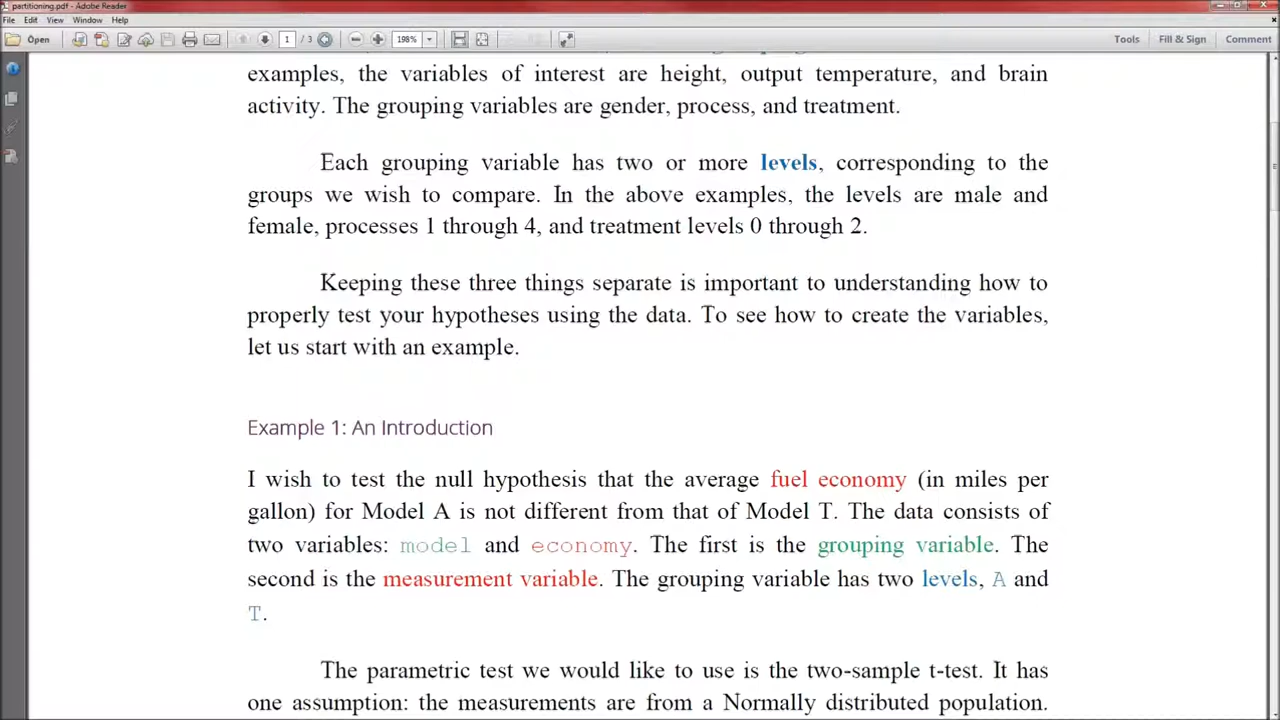 partitioning.pdf - Adobe Reader
File Edit View Window Help
Open 1 / 3 198% Tools Fill & Sign Comment
examples, the variables of interest are height, output temperature, and brain
activity. The grouping variables are gender, process, and treatment.
Each grouping variable has two or more levels, corresponding to the
groups we wish to compare. In the above examples, the levels are male and
female, processes 1 through 4, and treatment levels 0 through 2.
Keeping these three things separate is important to understanding how to
properly test your hypotheses using the data. To see how to create the variables,
let us start with an example.
Example 1: An Introduction
I wish to test the null hypothesis that the average fuel economy (in miles per
gallon) for Model A is not different from that of Model T. The data consists of
two variables: model and economy. The first is the grouping variable. The
second is the measurement variable. The grouping variable has two levels, A and
T.
The parametric test we would like to use is the two-sample t-test. It has
one assumption: the measurements are from a Normally distributed population.